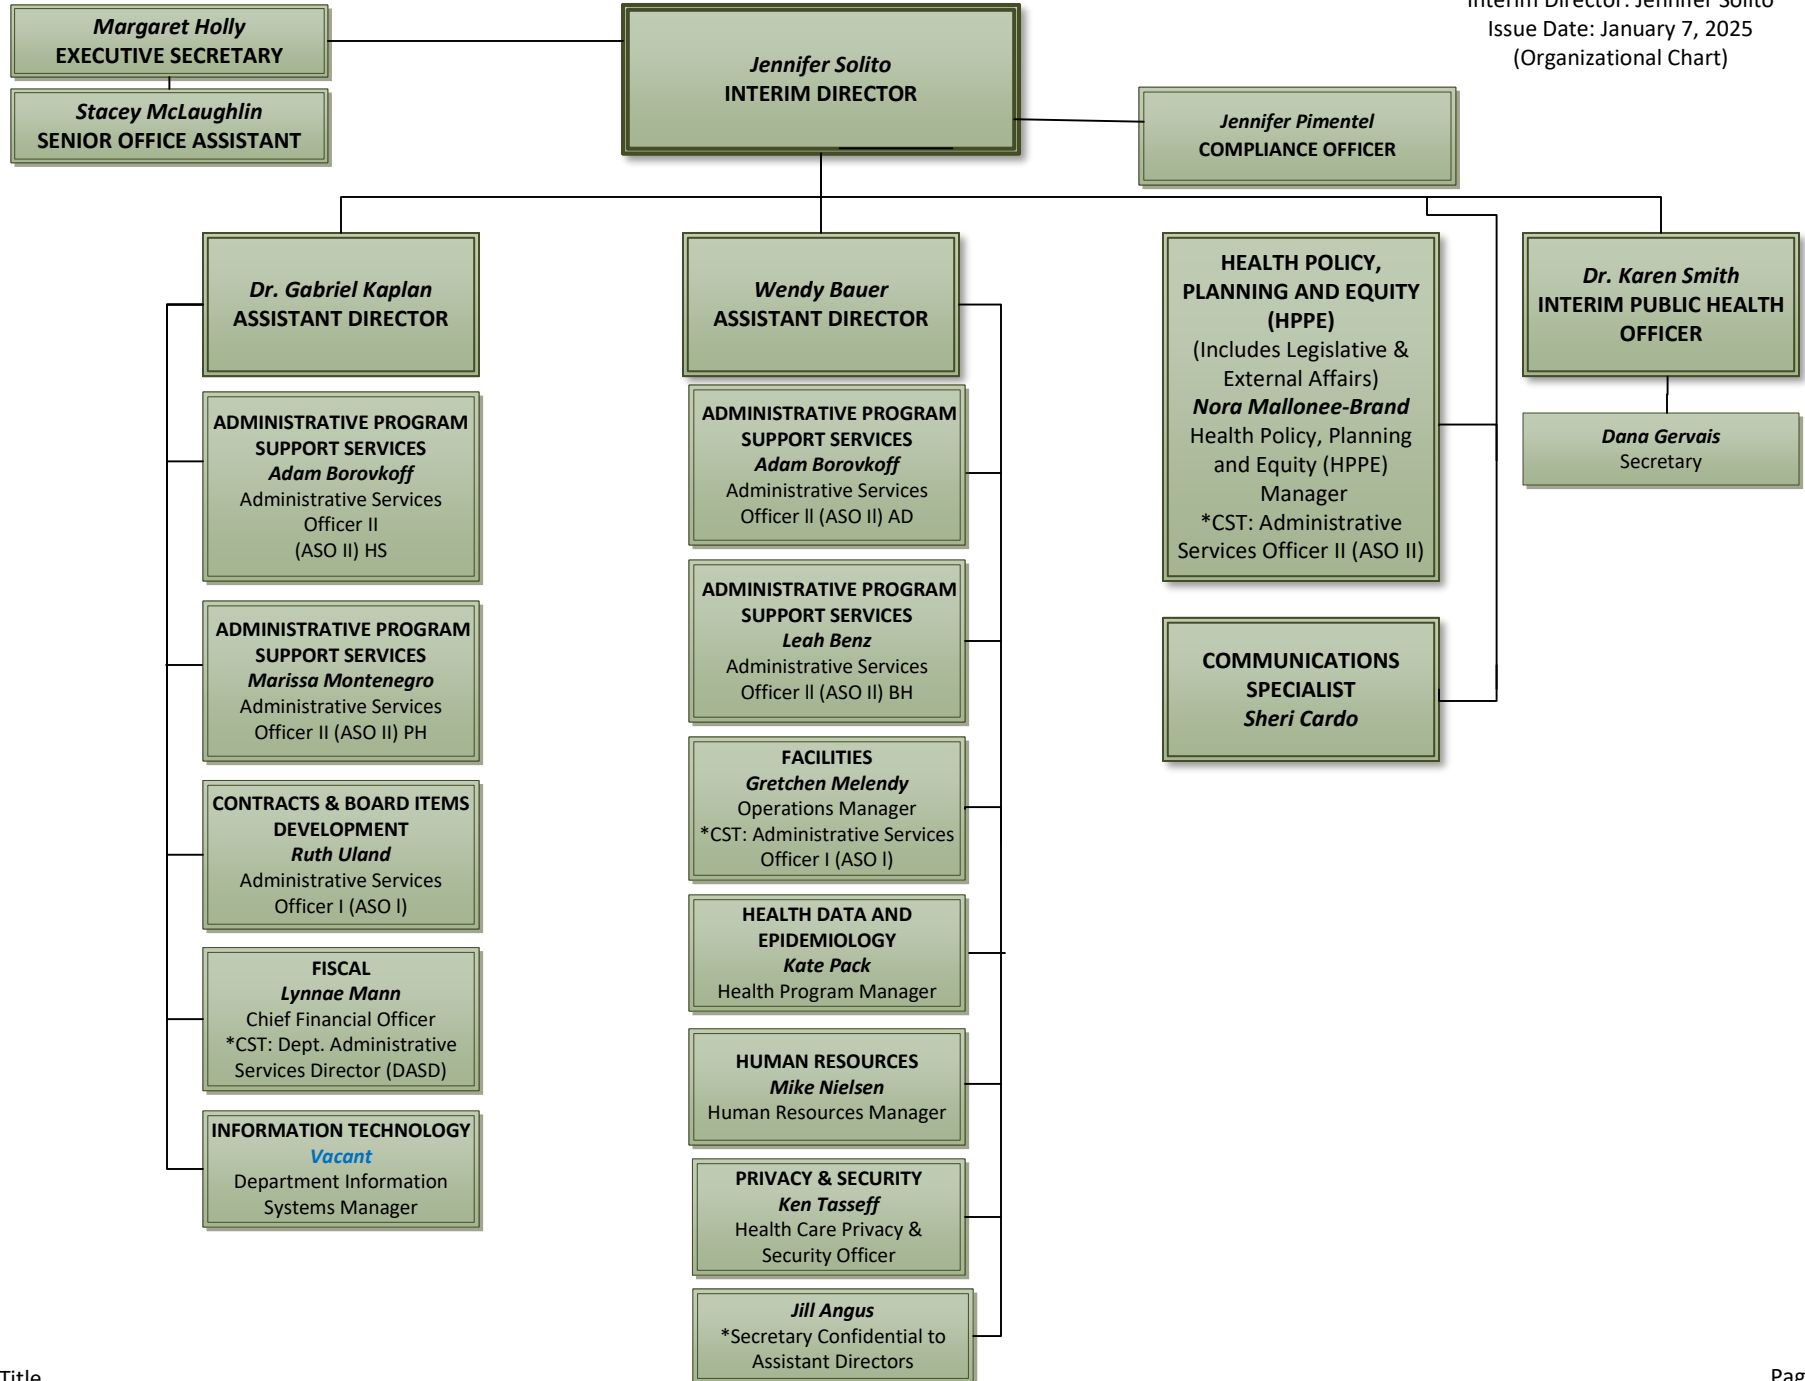 Interim Director: Jennifer Solito
Issue Date: January 7, 2025
(Organizational Chart)
Margaret Holly
EXECUTIVE SECRETARY
Stacey McLaughlin
SENIOR OFFICE ASSISTANT
Jennifer Solito
INTERIM DIRECTOR
Jennifer Pimentel
COMPLIANCE OFFICER
Dr. Gabriel Kaplan
ASSISTANT DIRECTOR
ADMINISTRATIVE PROGRAM
SUPPORT SERVICES
Adam Borovkoff
Administrative Services
Officer II
(ASO II) HS
ADMINISTRATIVE PROGRAM
SUPPORT SERVICES
Marissa Montenegro
Administrative Services
Officer II (ASO II) PH
CONTRACTS & BOARD ITEMS
DEVELOPMENT
Ruth Uland
Administrative Services
Officer I (ASO l)
FISCAL
Lynnae Mann
Chief Financial Officer
*CST: Dept. Administrative
Services Director (DASD)
INFORMATION TECHNOLOGY
Vacant
Department Information
Systems Manager
Wendy Bauer
ASSISTANT DIRECTOR
ADMINISTRATIVE PROGRAM
SUPPORT SERVICES
Adam Borovkoff
Administrative Services
Officer ll (ASO Il) AD
ADMINISTRATIVE PROGRAM
SUPPORT SERVICES
Leah Benz
Administrative Services
Officer ll (ASO Il) BH
FACILITIES
Gretchen Melendy
Operations Manager
*CST: Administrative Services
Officer I (ASO l)
HEALTH DATA AND
EPIDEMIOLOGY
Kate Pack
Health Program Manager
HUMAN RESOURCES
Mike Nielsen
Human Resources Manager
PRIVACY & SECURITY
Ken Tasseff
Health Care Privacy &
Security Officer
Jill Angus
*Secretary Confidential to
Assistant Directors
HEALTH POLICY,
PLANNING AND EQUITY
(HPPE)
(Includes Legislative &
External Affairs)
Nora Mallonee-Brand
Health Policy, Planning
and Equity (HPPE)
Manager
*CST: Administrative
Services Officer II (ASO II)
COMMUNICATIONS
SPECIALIST
Sheri Cardo
Dr. Karen Smith
INTERIM PUBLIC HEALTH
OFFICER
Dana Gervais
Secretary
Title
Pag